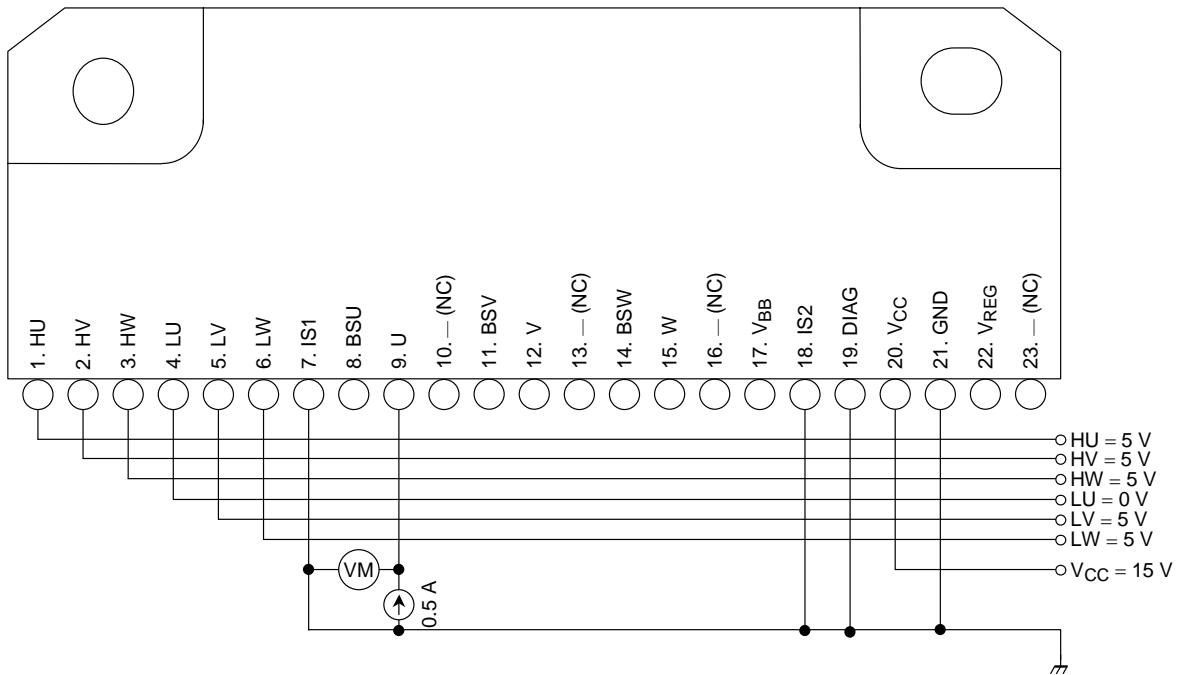 1. HU
2. HV
3. HW
4. LU
5. LV
6. LW
7. IS1
8. BSU
9. U
10. — (NC)
11. BSV
12. V
13. — (NC)
14. BSW
15. W
16. — (NC)
17. VBB
18. IS2
19. DIAG
20. VCC
21. GND
22. VREG
23. — (NC)
HU = 5 V
HV = 5 V
HW = 5 V
LU = 0 V
LV = 5 V
LW = 5 V
VM
VCC = 15 V
0.5 A